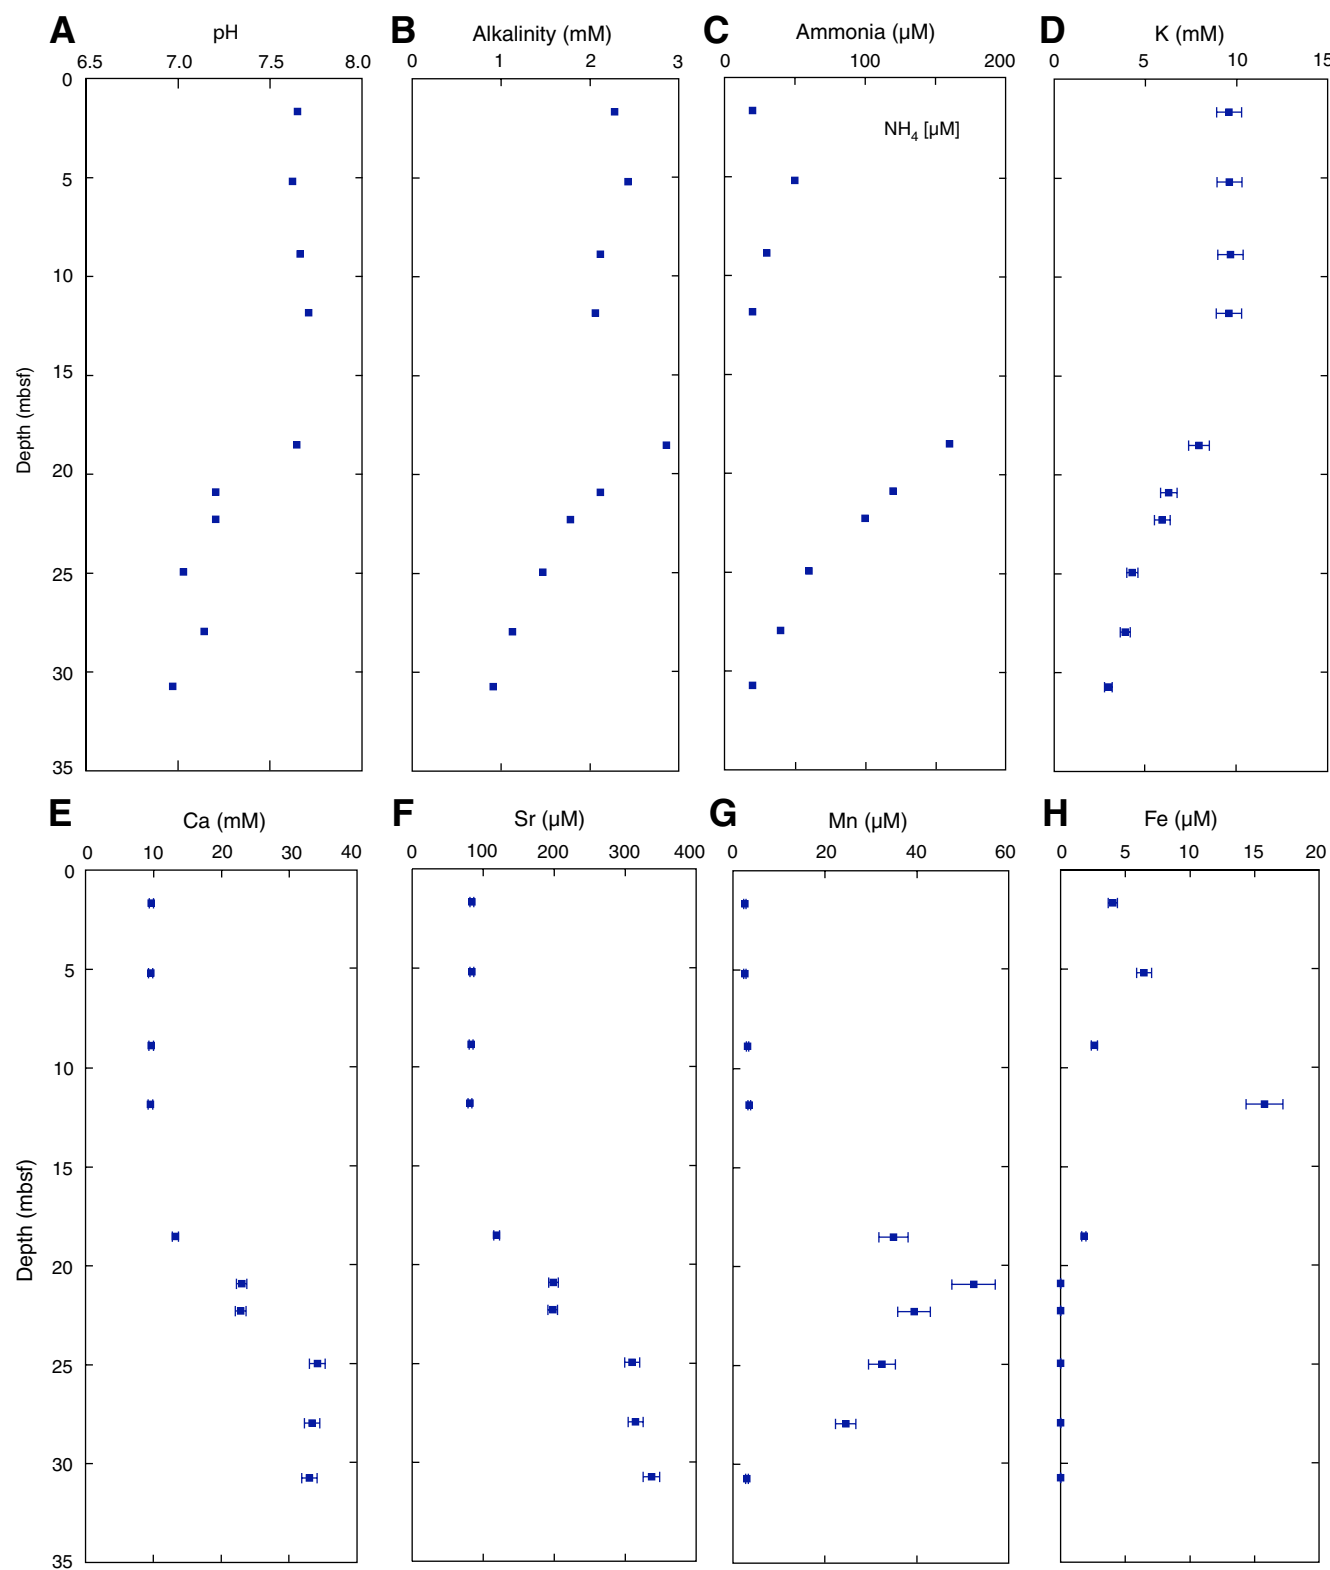 A pH
B Alkalinity (mM)
C Ammonia (µM)
D K (mM)
6.5 7.0 7.5 8.0
0 1 2 3
0 100 200
0 5 10 15
NH4 [µM]
0
5
10
15
20
25
30
35
Depth (mbsf)
E Ca (mM)
F Sr (µM)
G Mn (µM)
H Fe (µM)
0 10 20 30 40
0 100 200 300 400
0 20 40 60
0 5 10 15 20
0
5
10
15
20
25
30
35
Depth (mbsf)